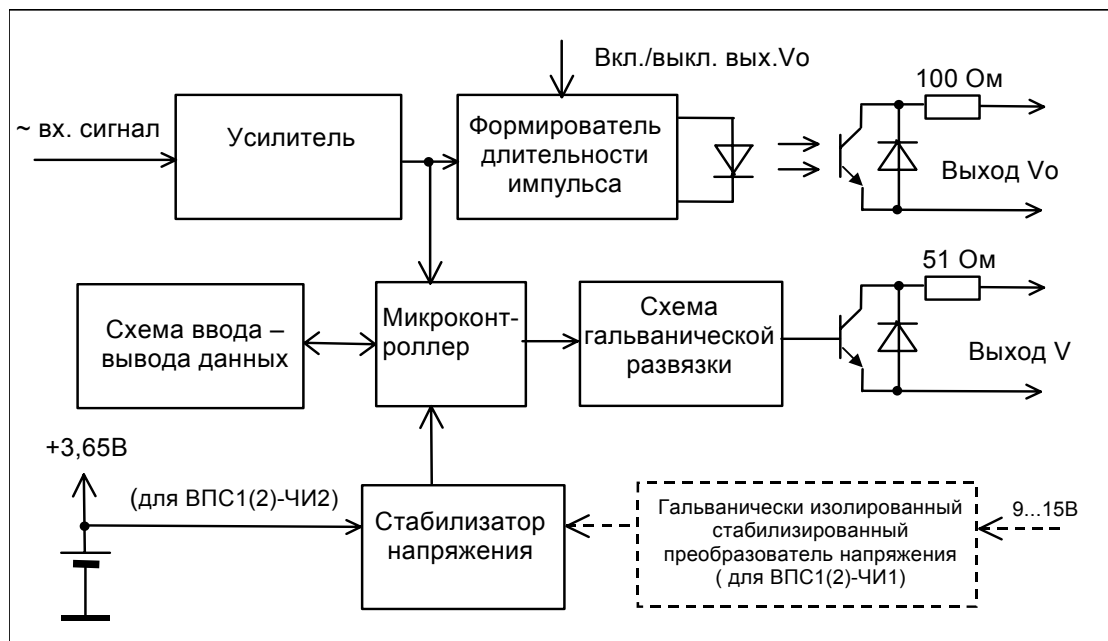 Вкл./выкл. вых.Vo
~ вх. сигнал
Усилитель
Формирователь
длительности
импульса
100 Ом
Выход Vo
Схема ввода –
вывода данных
Микроконт-
роллер
Схема
гальванической
развязки
51 Ом
Выход V
+3,65В
(для ВПС1(2)-ЧИ2)
Стабилизатор
напряжения
Гальванически изолированный
стабилизированный
преобразователь напряжения
( для ВПС1(2)-ЧИ1)
9...15В